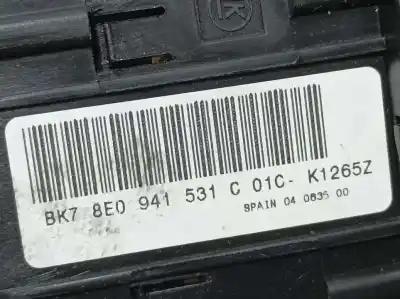 BK7 8E0 941 531 C 01C- K1265Z
SPAIN 04 0835 00